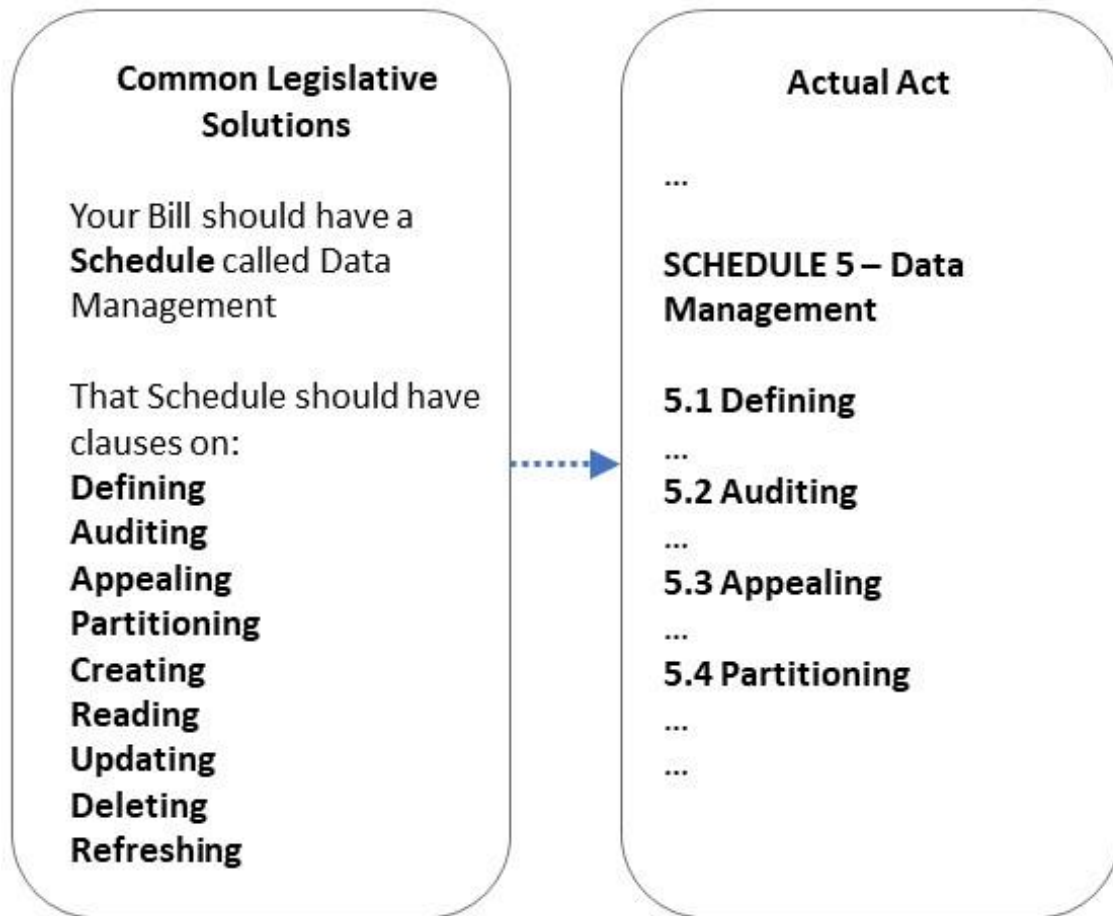 Common Legislative
Solutions
Your Bill should have a
Schedule called Data
Management
That Schedule should have
clauses on:
Defining
Auditing
Appealing
Partitioning
Creating
Reading
Updating
Deleting
Refreshing
Actual Act
...
SCHEDULE 5 – Data
Management
5.1 Defining
...
5.2 Auditing
...
5.3 Appealing
...
5.4 Partitioning
...
...